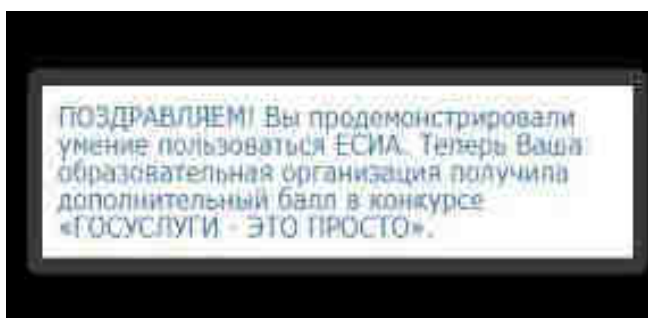 ПОЗДРАВЛЯЕМ! Вы продемонстрировали
умение пользоваться ЕСИА. Теперь Ваша
образовательная организация получила
дополнительный балл в конкурсе
«ГОСУСЛУГИ - ЭТО ПРОСТО».